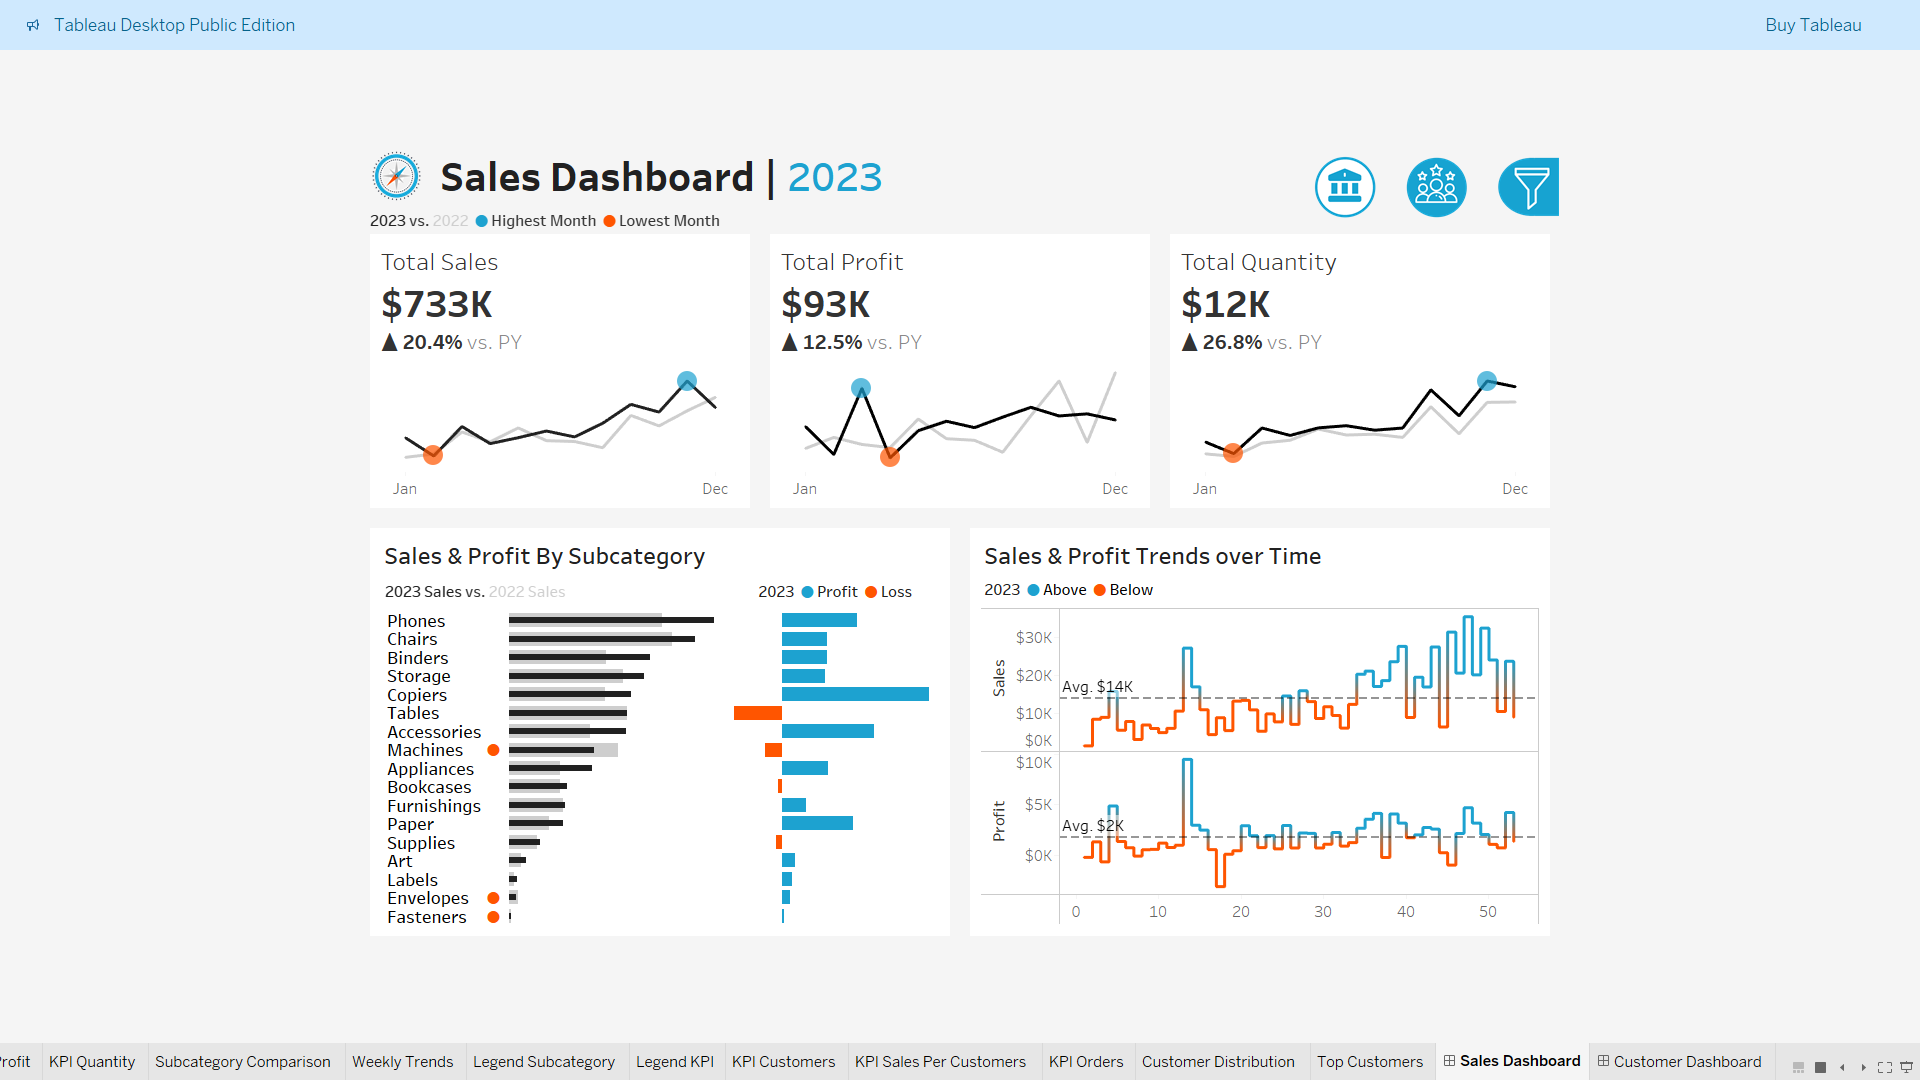 Tableau Desktop Public Edition
Buy Tableau
Sales Dashboard | 2023
2023 vs. 2022 Highest Month Lowest Month
Total Sales
$733K
▲ 20.4% vs. PY
Jan Dec
Total Profit
$93K
▲ 12.5% vs. PY
Jan Dec
Total Quantity
$12K
▲ 26.8% vs. PY
Jan Dec
Sales & Profit By Subcategory
2023 Sales vs. 2022 Sales
2023 Profit Loss
Phones
Chairs
Binders
Storage
Copiers
Tables
Accessories
Machines
Appliances
Bookcases
Furnishings
Paper
Supplies
Art
Labels
Envelopes
Fasteners
Sales & Profit Trends over Time
2023 Above Below
Sales
$30K
$20K
$10K
$0K
Avg. $14K
Profit
$10K
$5K
$0K
Avg. $2K
0 10 20 30 40 50
rofit
KPI Quantity
Subcategory Comparison
Weekly Trends
Legend Subcategory
Legend KPI
KPI Customers
KPI Sales Per Customers
KPI Orders
Customer Distribution
Top Customers
Sales Dashboard
Customer Dashboard